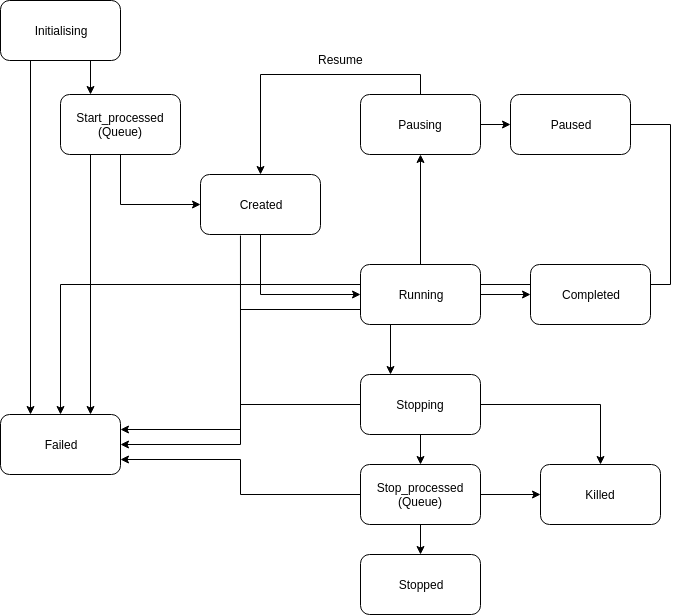 Initialising
Resume
Start_processed
(Queue)
Pausing
Paused
Created
Running
Completed
Stopping
Failed
Stop_processed
(Queue)
Killed
Stopped